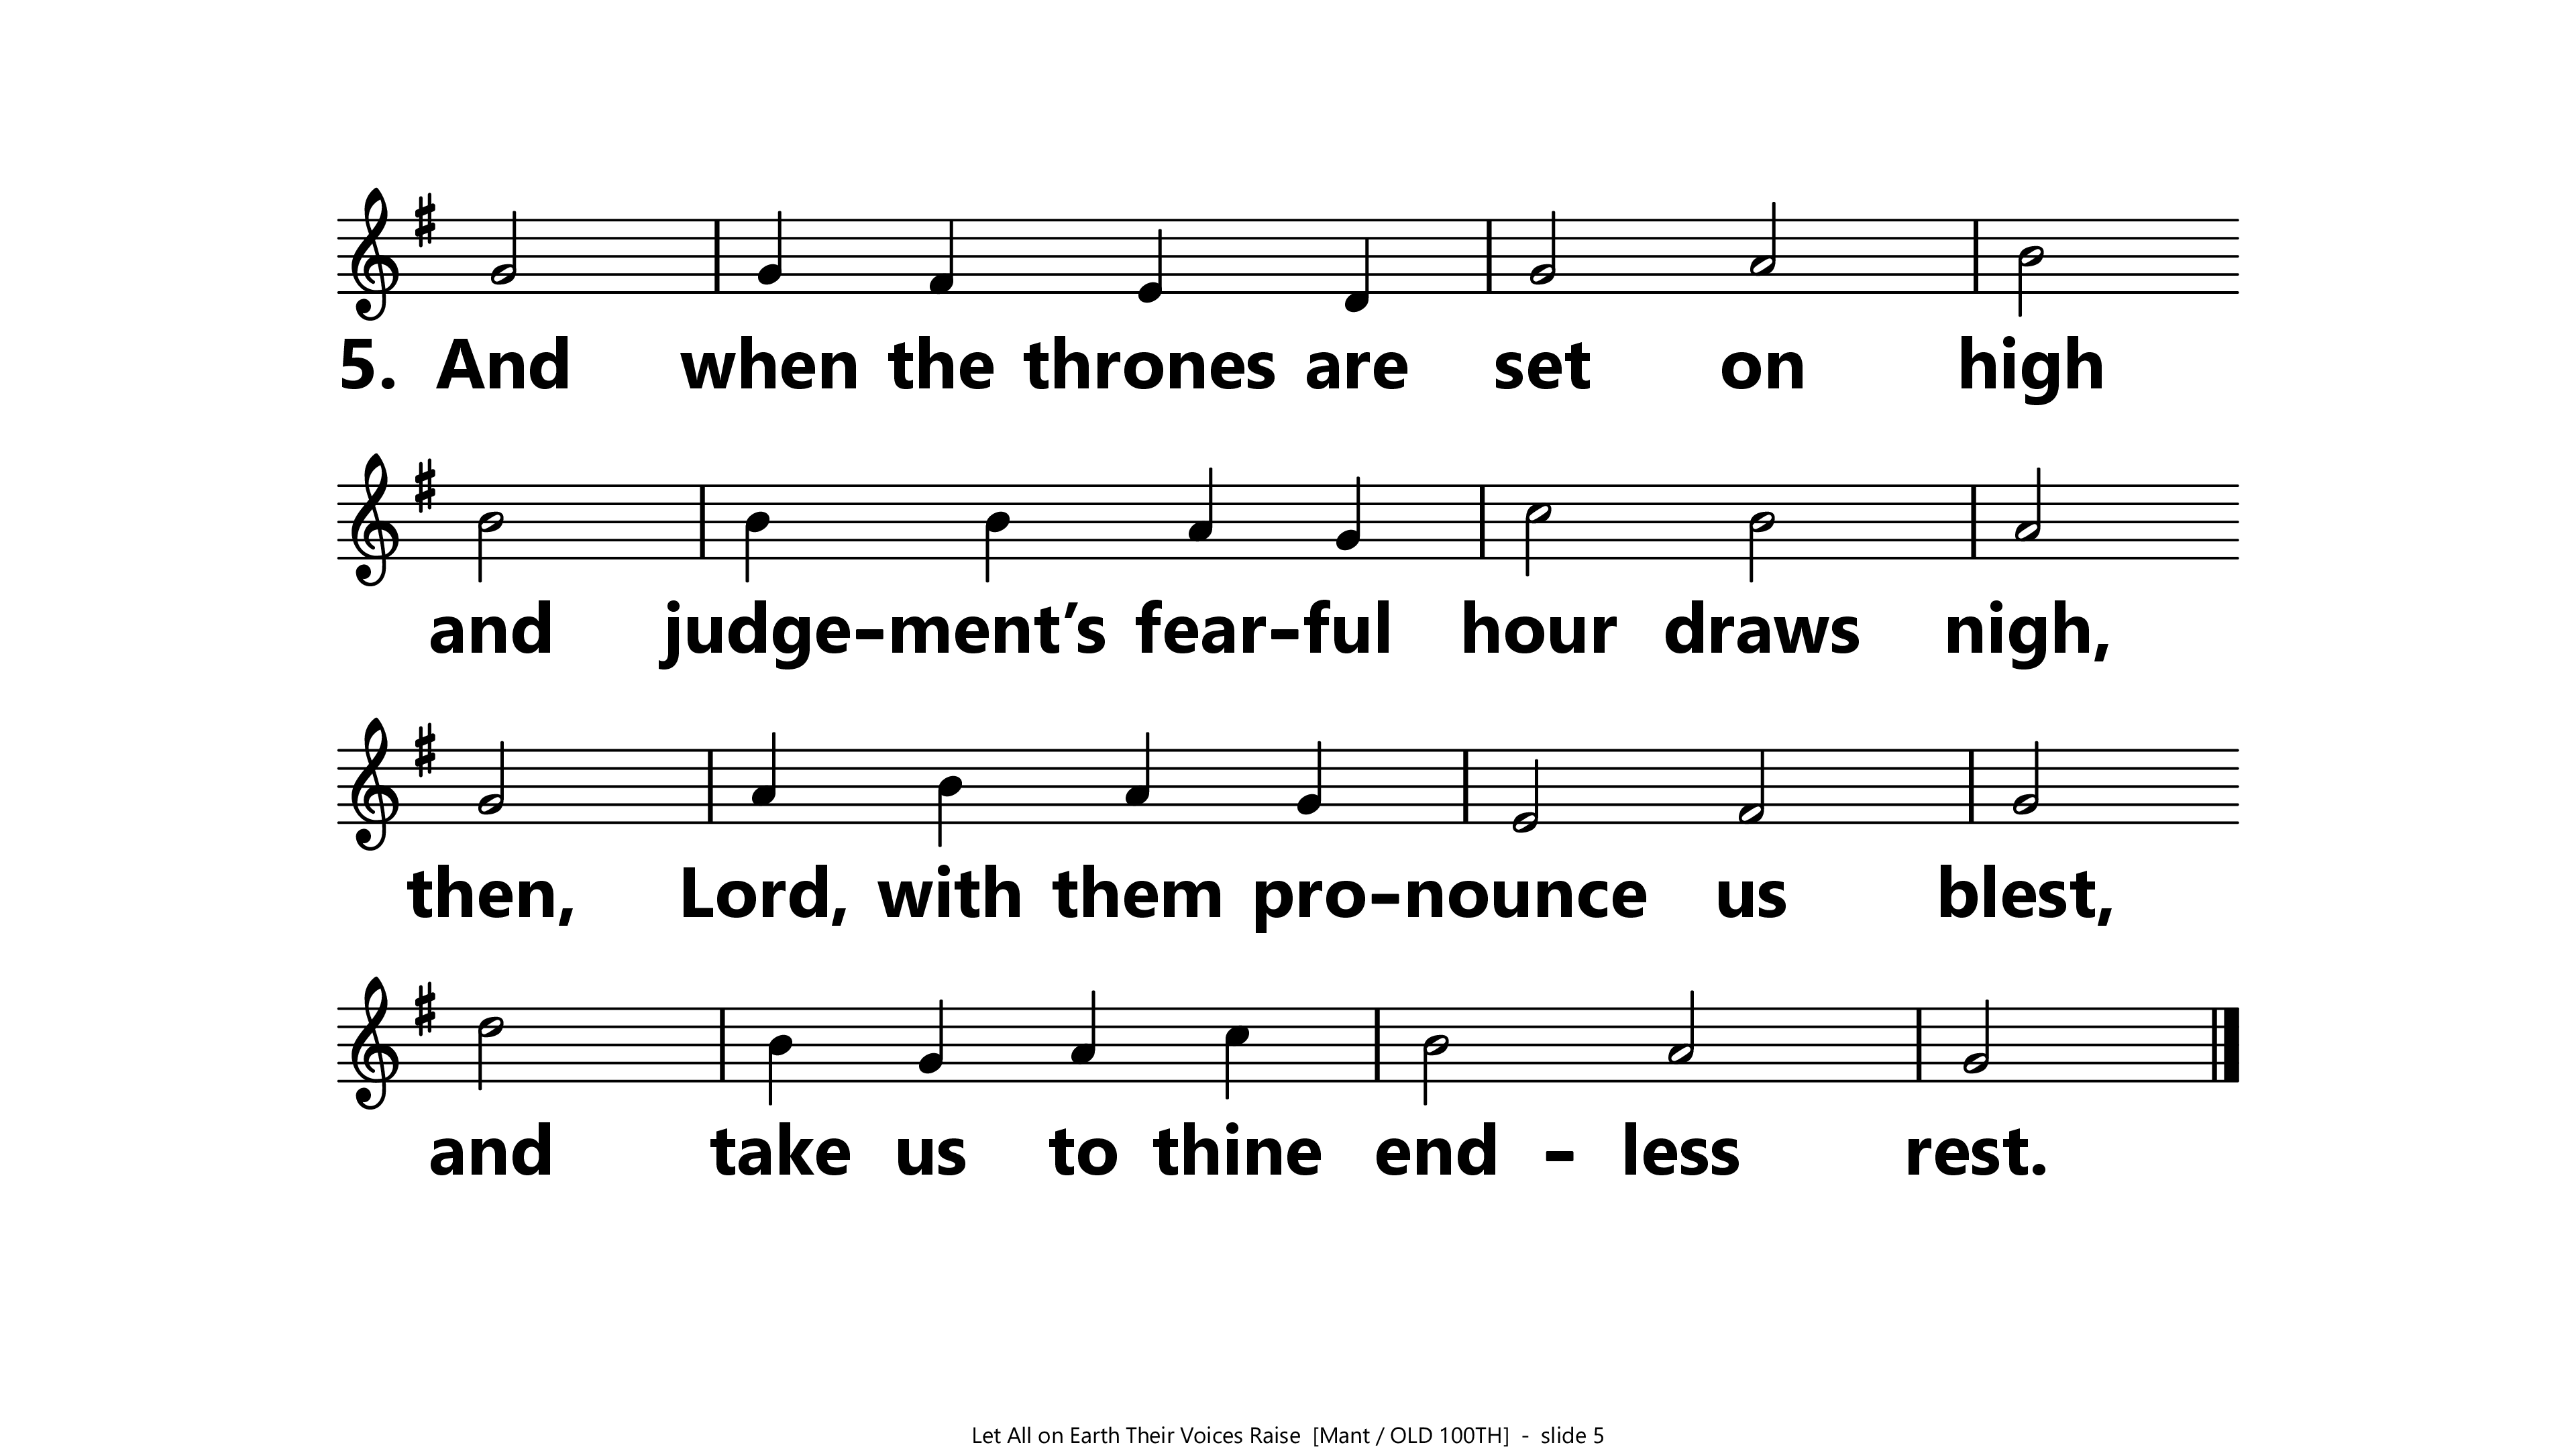 5. And when the thrones are set on high
and judge-ment’s fear-ful hour draws nigh,
then, Lord, with them pro-nounce us blest,
and take us to thine end - less rest.
Let All on Earth Their Voices Raise [Mant / OLD 100TH] - slide 5